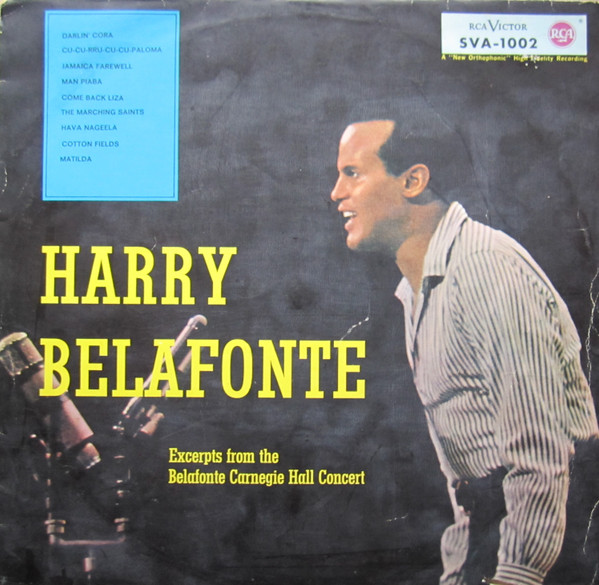 DARLIN' CORA
CU-CU-RRU-CU-CU-PALOMA
JAMAICA FAREWELL
MAN PIABA
COME BACK LIZA
THE MARCHING SAINTS
HAVA NAGEELA
COTTON FIELDS
MATILDA
RCA VICTOR
SVA-1002
RCA
A "New Orthophonic" High Fidelity Recording
HARRY
BELAFONTE
Excerpts from the
Belafonte Carnegie Hall Concert